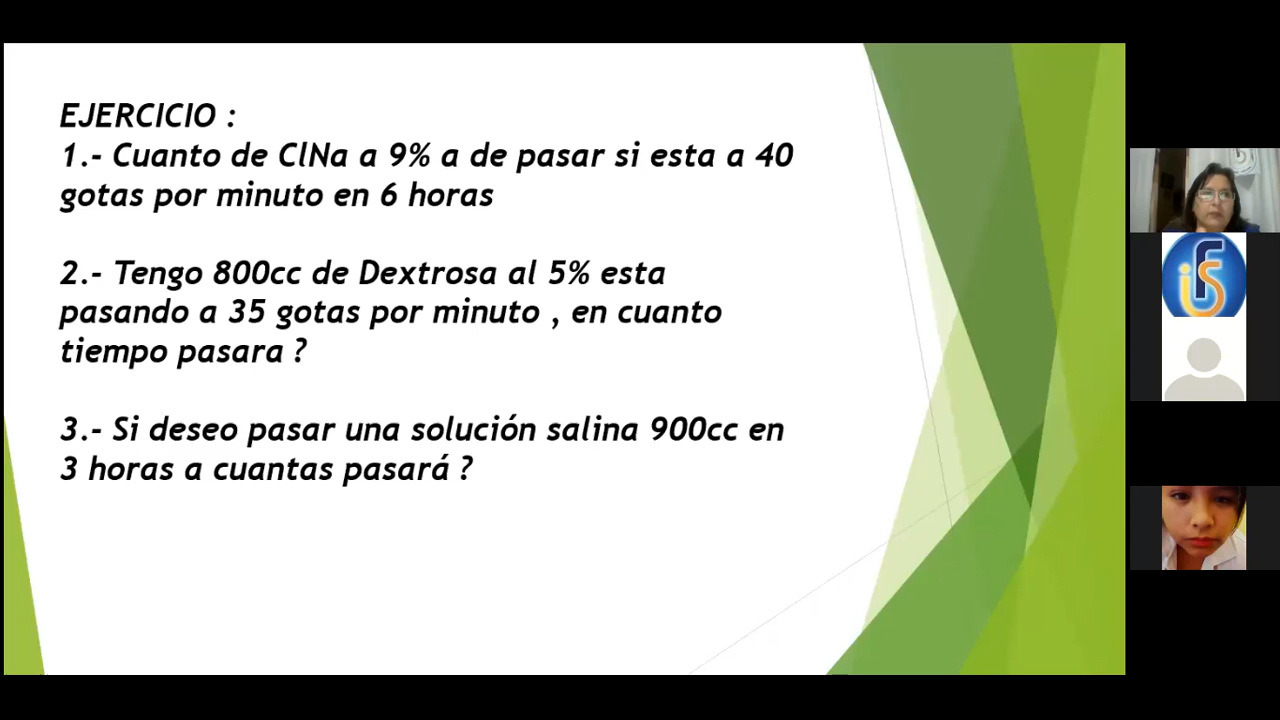 EJERCICIO :
1.- Cuanto de ClNa a 9% a de pasar si esta a 40
gotas por minuto en 6 horas
2.- Tengo 800cc de Dextrosa al 5% esta
pasando a 35 gotas por minuto , en cuanto
tiempo pasara ?
3.- Si deseo pasar una solución salina 900cc en
3 horas a cuantas pasará ?
iFS